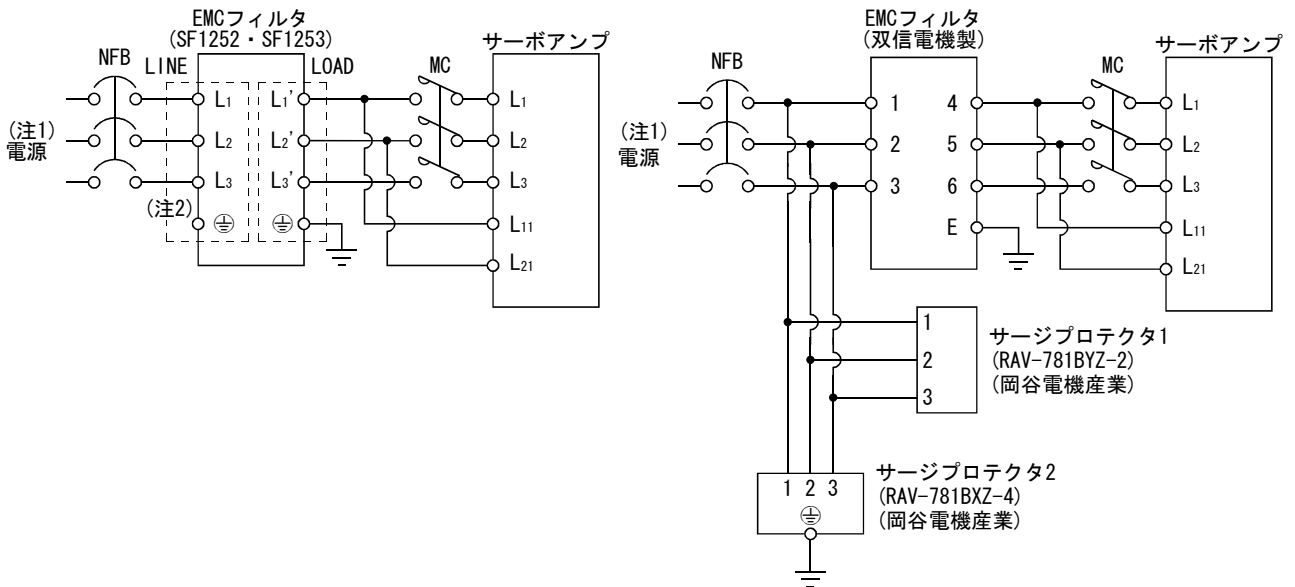 EMCフィルタ
(SF1252・SF1253)
サーボアンプ
NFB
LINE
LOAD
MC
(注1)
電源
L1
L1'
L1
L2
L2'
L2
L3
L3'
L3
(注2)
L11
L21
EMCフィルタ
(双信電機製)
サーボアンプ
NFB
MC
(注1)
電源
1
4
L1
2
5
L2
3
6
L3
E
L11
L21
1
2
3
サージプロテクタ1
(RAV-781BYZ-2)
(岡谷電機産業)
1 2 3
サージプロテクタ2
(RAV-781BXZ-4)
(岡谷電機産業)